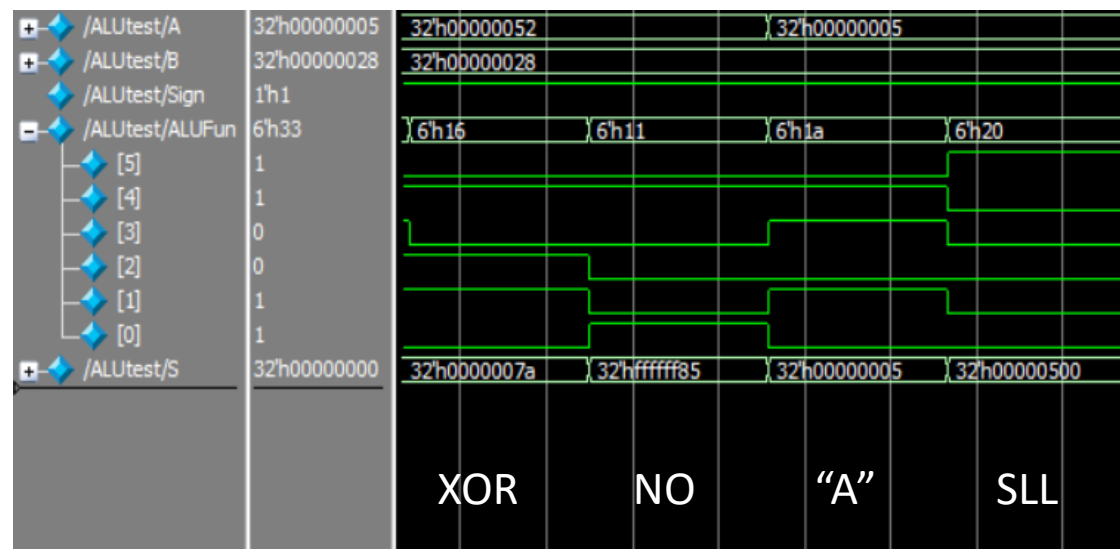 /ALUtest/A 32'h00000005 32'h00000052 32'h00000005
/ALUtest/B 32'h00000028 32'h00000028
/ALUtest/Sign 1'h1
/ALUtest/ALUFun 6'h33 6'h16 6'h11 6'h1a 6'h20
[5] 1
[4] 1
[3] 0
[2] 0
[1] 1
[0] 1
/ALUtest/S 32'h00000000 32'h0000007a 32'hffffff85 32'h00000005 32'h00000500
XOR NO “A” SLL